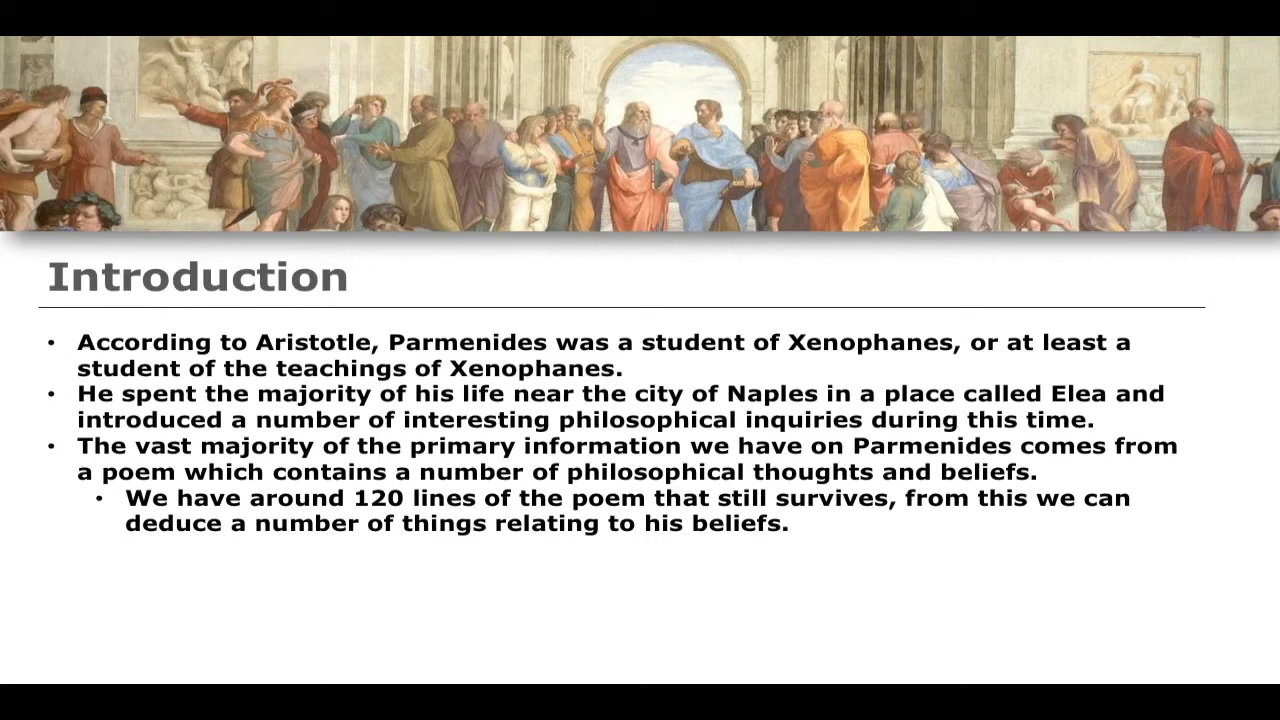 Introduction
• According to Aristotle, Parmenides was a student of Xenophanes, or at least a
student of the teachings of Xenophanes.
• He spent the majority of his life near the city of Naples in a place called Elea and
introduced a number of interesting philosophical inquiries during this time.
• The vast majority of the primary information we have on Parmenides comes from
a poem which contains a number of philosophical thoughts and beliefs.
• We have around 120 lines of the poem that still survives, from this we can
deduce a number of things relating to his beliefs.